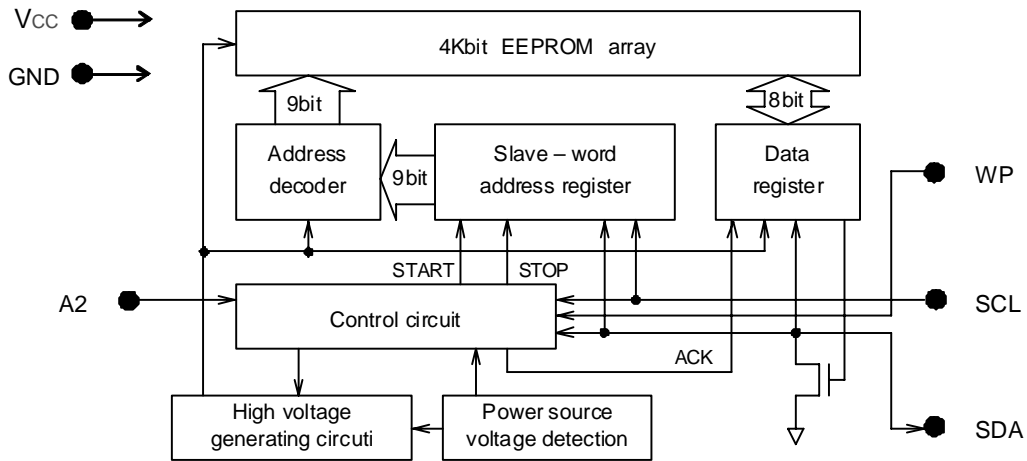 VCC
GND
4Kbit EEPROM array
9bit
8bit
Address
decoder
9bit
Slave – word
address register
Data
register
WP
START
STOP
A2
Control circuit
SCL
ACK
High voltage
generating circuti
Power source
voltage detection
SDA